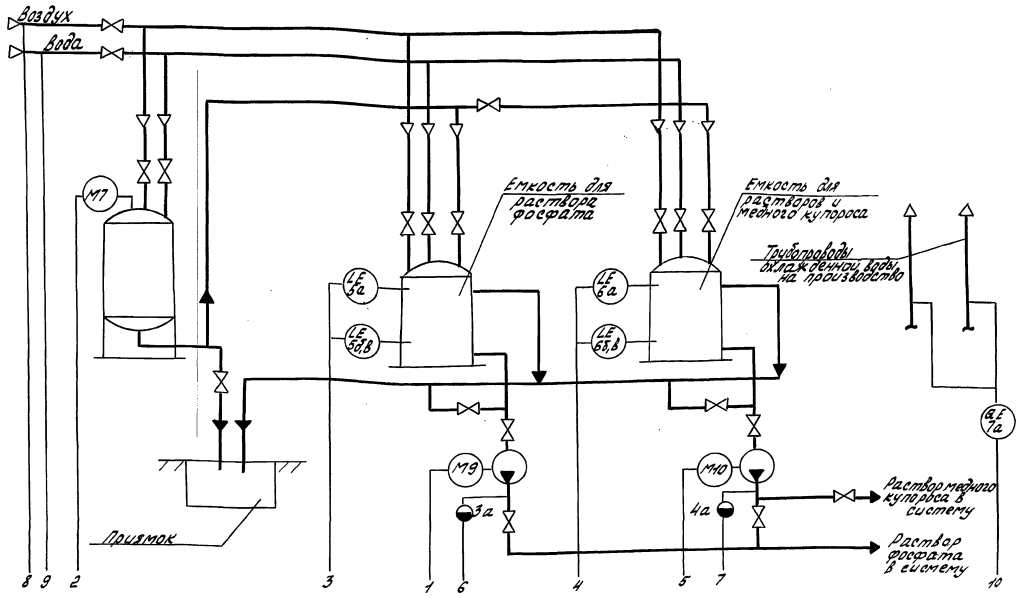 Воздух
Вода
М7
Емкость для
раствора
фосфата
Емкость для
растворов и
медного купороса
Трубопроводы
охлажденной воды
на производство
LE
5а
LE
5б,в
LE
6а
LE
6б,в
QE
7а
М9
М10
3а
4а
Приямок
Раствор медного
купороса в
систему
Раствор
фосфата
в систему
8 9 2 3 1 6 4 5 7 10